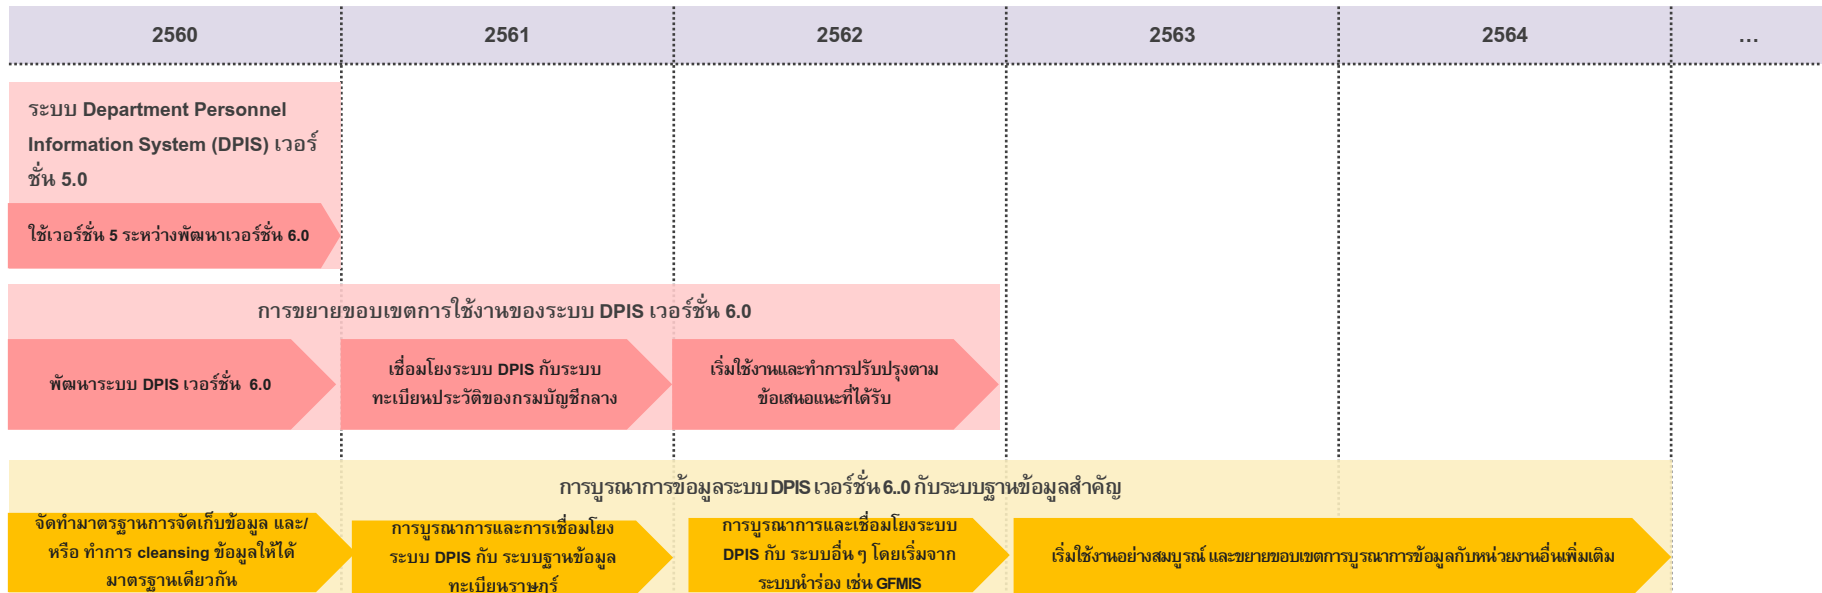 2560 2561 2562 2563 2564 ...
ระบบ Department Personnel
Information System (DPIS) เวอร์
ชั่น 5.0
ใช้เวอร์ชั่น 5 ระหว่างพัฒนาเวอร์ชั่น 6.0
การขยายขอบเขตการใช้งานของระบบ DPIS เวอร์ชั่น 6.0
พัฒนาระบบ DPIS เวอร์ชั่น 6.0
เชื่อมโยงระบบ DPIS กับระบบ
ทะเบียนประวัติของกรมบัญชีกลาง
เริ่มใช้งานและทำการปรับปรุงตาม
ข้อเสนอแนะที่ได้รับ
การบูรณาการข้อมูลระบบ DPIS เวอร์ชั่น 6..0 กับระบบฐานข้อมูลสำคัญ
จัดทำมาตรฐานการจัดเก็บข้อมูล และ/
หรือ ทำการ cleansing ข้อมูลให้ได้
มาตรฐานเดียวกัน
การบูรณาการและการเชื่อมโยง
ระบบ DPIS กับ ระบบฐานข้อมูล
ทะเบียนราษฎร์
การบูรณาการและเชื่อมโยงระบบ
DPIS กับ ระบบอื่น ๆ โดยเริ่มจาก
ระบบนำร่อง เช่น GFMIS
เริ่มใช้งานอย่างสมบูรณ์ และขยายขอบเขตการบูรณาการข้อมูลกับหน่วยงานอื่นเพิ่มเติม